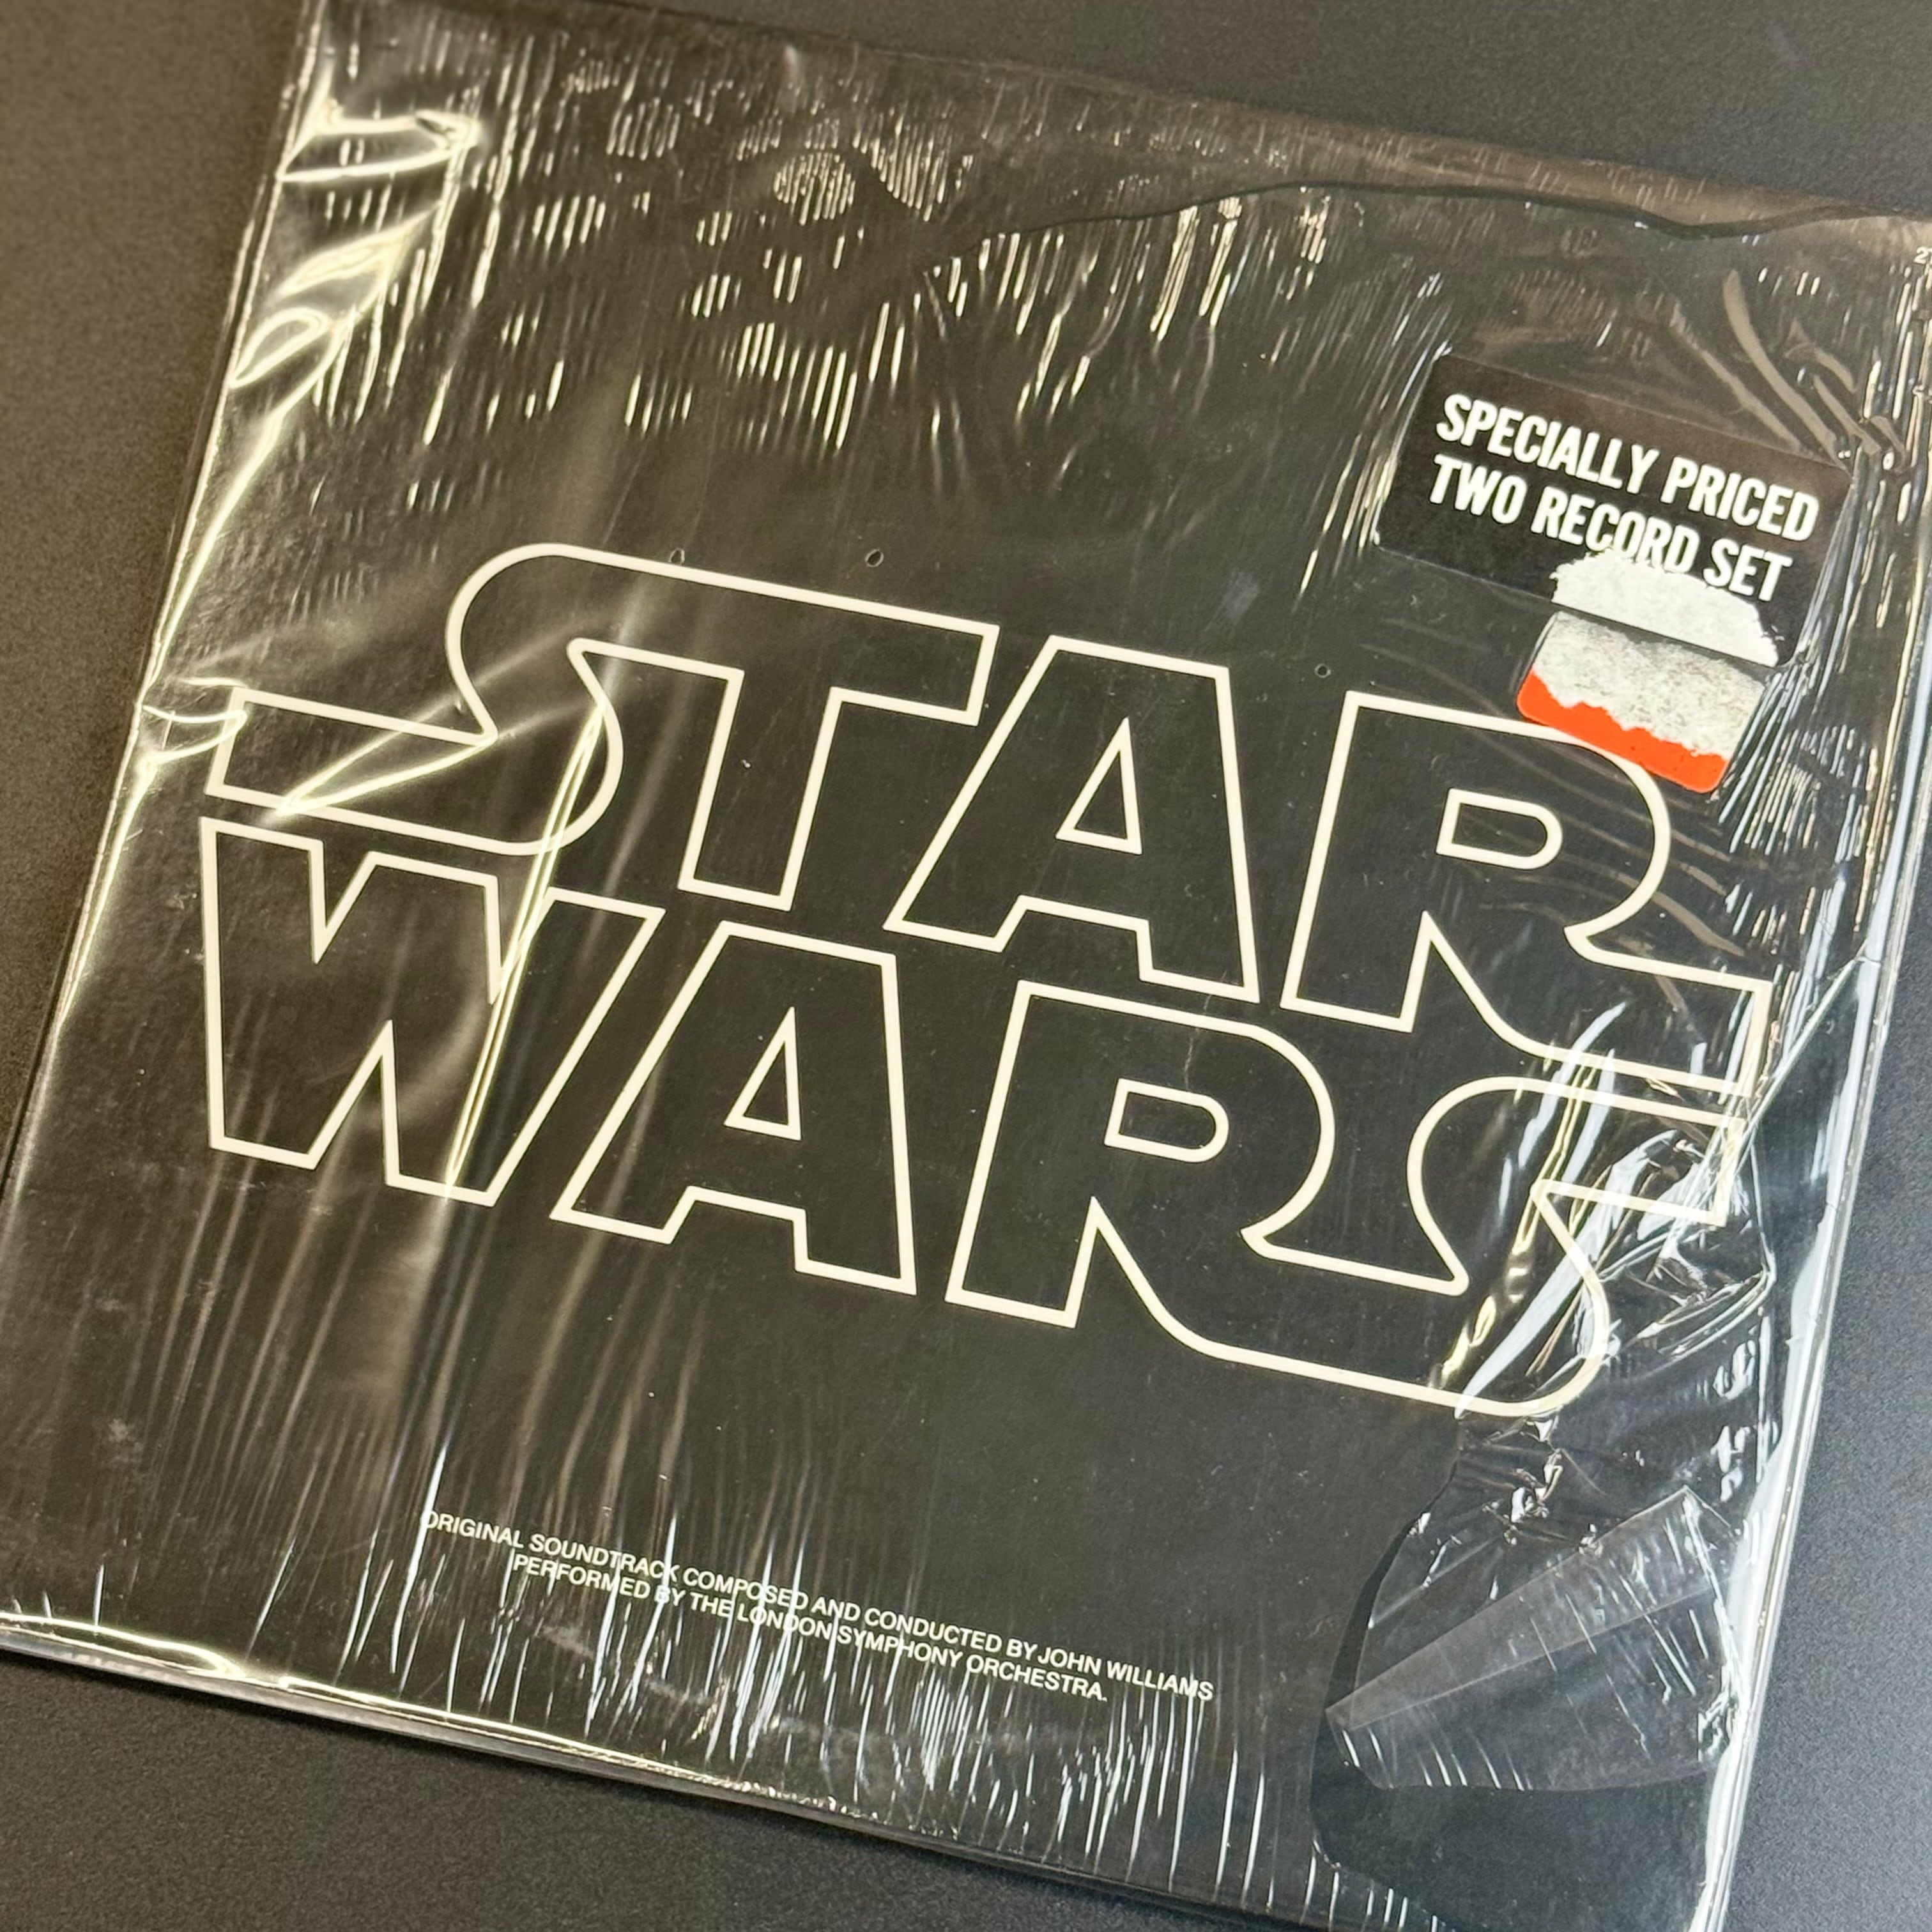 SPECIALLY PRICED
TWO RECORD SET
STAR
WARS
ORIGINAL SOUNDTRACK COMPOSED AND CONDUCTED BY JOHN WILLIAMS
PERFORMED BY THE LONDON SYMPHONY ORCHESTRA.